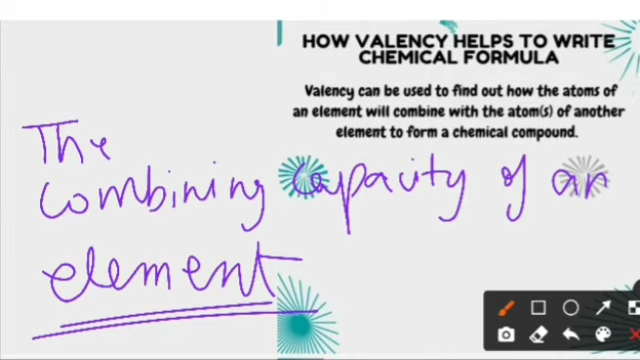 HOW VALENCY HELPS TO WRITE
CHEMICAL FORMULA
Valency can be used to find out how the atoms of
an element will combine with the atom(s) of another
element to form a chemical compound.
The
combining capacity of an
element